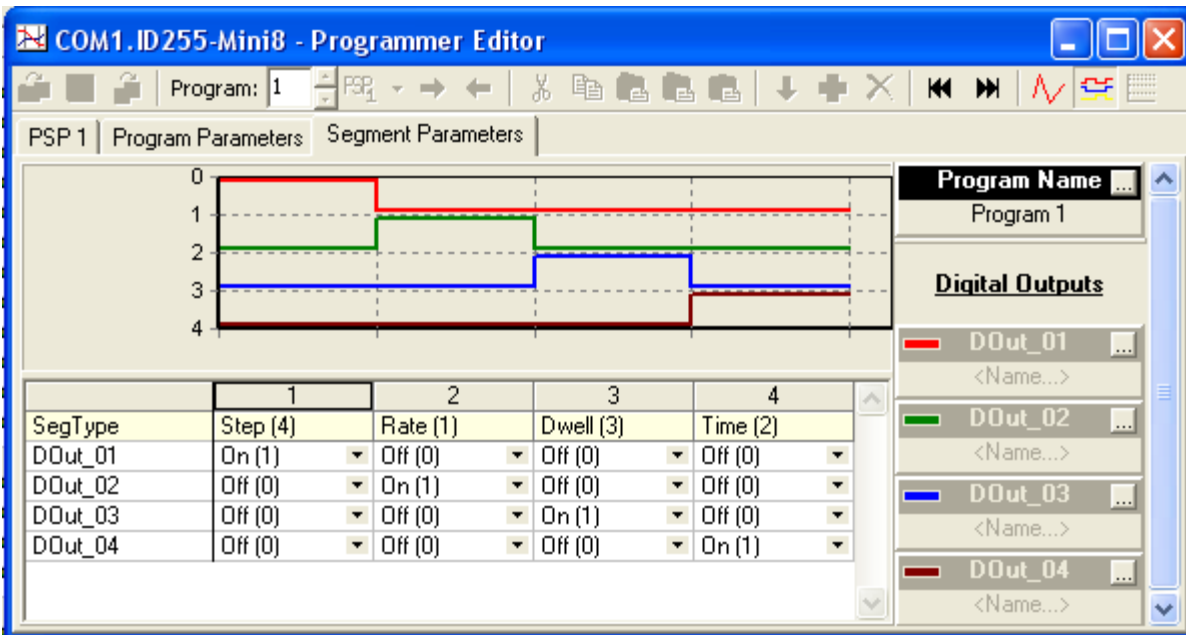 COM1.ID255-Mini8 - Programmer Editor
Program: 1 PSP1
PSP 1 Program Parameters Segment Parameters
0
1
2
3
4
Program Name ...
Program 1
Digital Outputs
DOut_01 ...
<Name...>
DOut_02 ...
<Name...>
DOut_03 ...
<Name...>
DOut_04 ...
<Name...>
1 2 3 4
SegType Step (4) Rate (1) Dwell (3) Time (2)
DOut_01 On (1) Off (0) Off (0) Off (0)
DOut_02 Off (0) On (1) Off (0) Off (0)
DOut_03 Off (0) Off (0) On (1) Off (0)
DOut_04 Off (0) Off (0) Off (0) On (1)